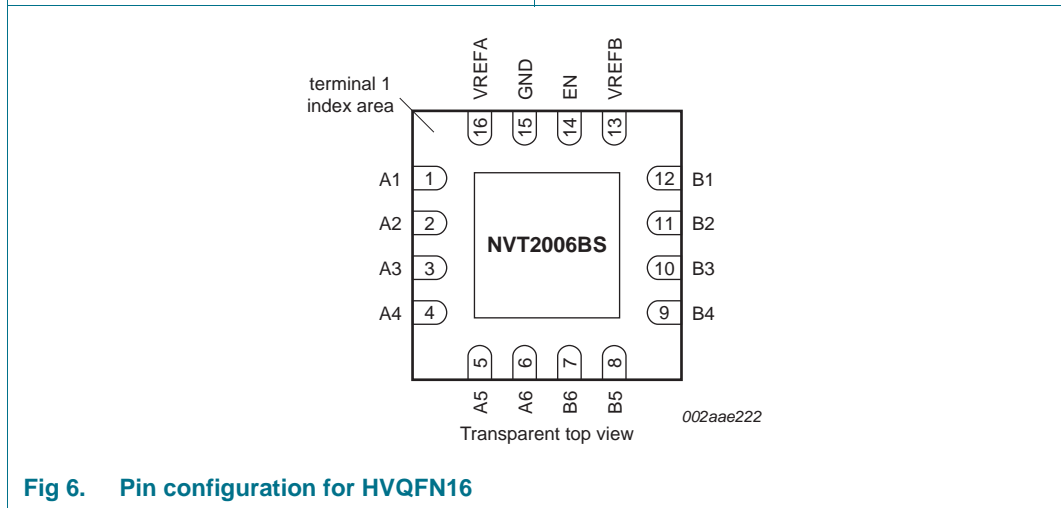 VREFA
GND
EN
VREFB
terminal 1
index area
16
15
14
13
A1 1 12 B1
A2 2 11 B2
NVT2006BS
A3 3 10 B3
A4 4 9 B4
5
6
7
8
A5
A6
B6
B5
002aae222
Transparent top view
Fig 6. Pin configuration for HVQFN16